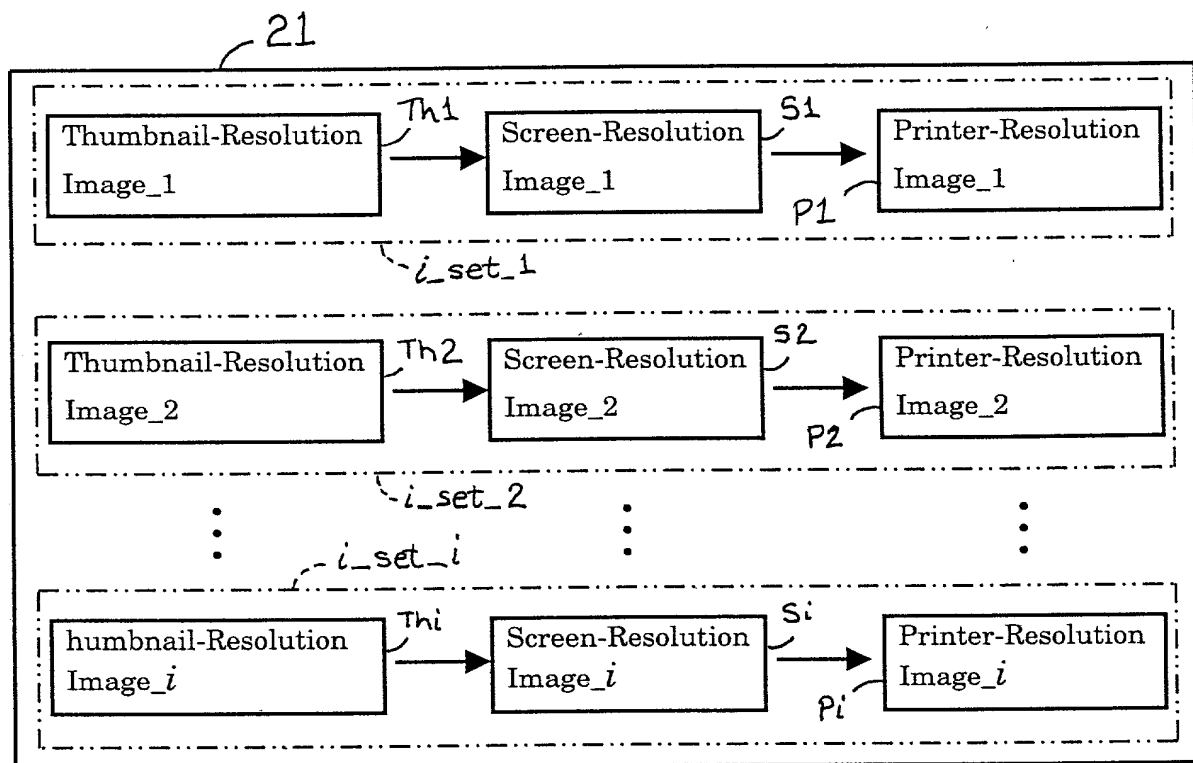 21
Thumbnail-Resolution
Image_1
Th1
Screen-Resolution
Image_1
S1
Printer-Resolution
Image_1
P1
i_set_1
Thumbnail-Resolution
Image_2
Th2
Screen-Resolution
Image_2
S2
Printer-Resolution
Image_2
P2
i_set_2
i_set_i
humbnail-Resolution
Image_i
Thi
Screen-Resolution
Image_i
Si
Printer-Resolution
Image_i
Pi